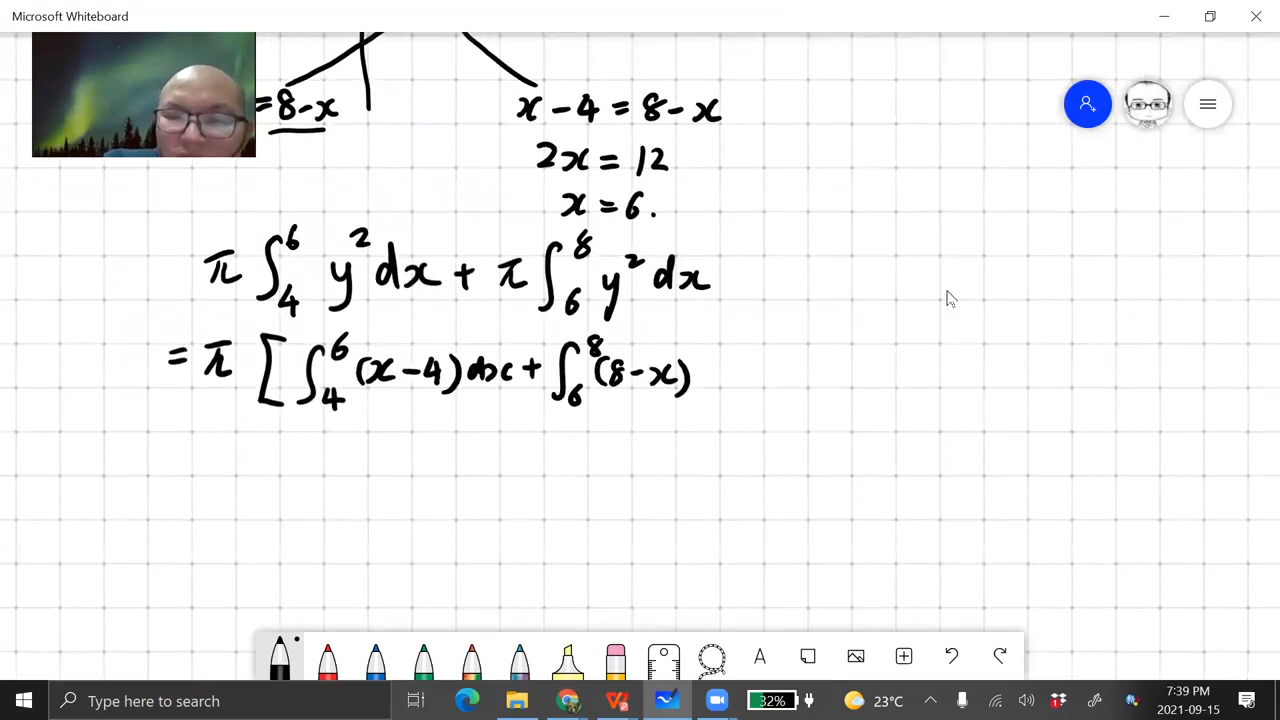 Microsoft Whiteboard
= 8 - x
x - 4 = 8 - x
2x = 12
x = 6.
π ∫₄⁶ y² dx + π ∫₆⁸ y² dx
= π [ ∫₄⁶ (x - 4) dx + ∫₆⁸ (8 - x)
A
Type here to search
32%
23°C
7:39 PM
2021-09-15